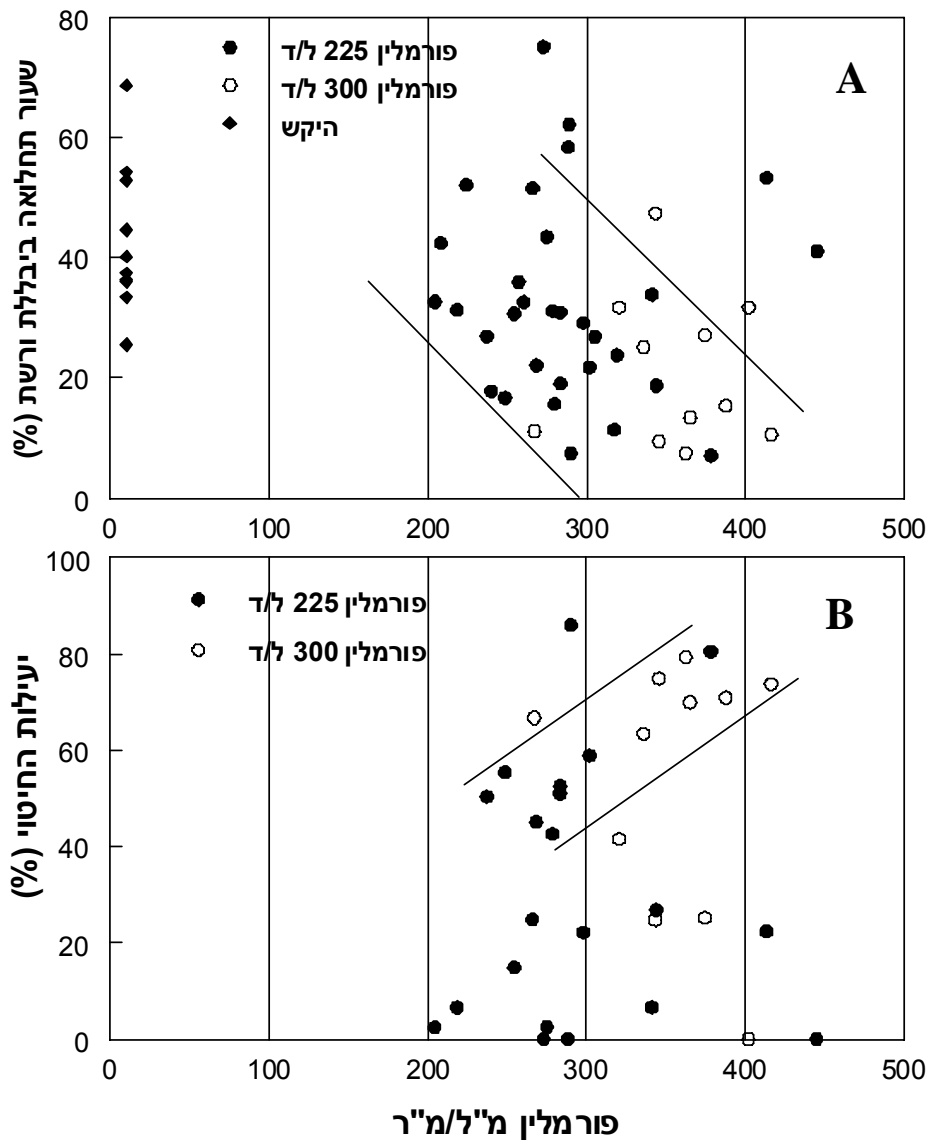 80
60
40
20
0
שעור תחלואה ביבללת ורשת (%)
פורמלין 225 ל/ד
פורמלין 300 ל/ד
היקש
A
0 100 200 300 400 500
100
80
60
40
20
0
יעילות החיטוי (%)
פורמלין 225 ל/ד
פורמלין 300 ל/ד
B
0 100 200 300 400 500
פורמלין מ"ל/מ"ר